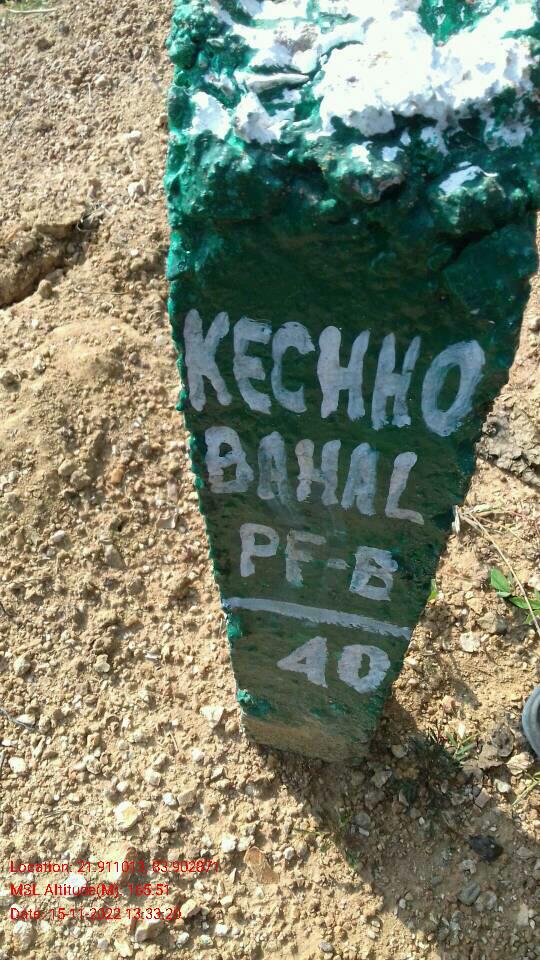 KECHHO
BAHAL
PF-B
40
Location: 21.911011, 83.902871
MSL Altitude(M): 165.51
Date: 15-11-2022 13:33:20